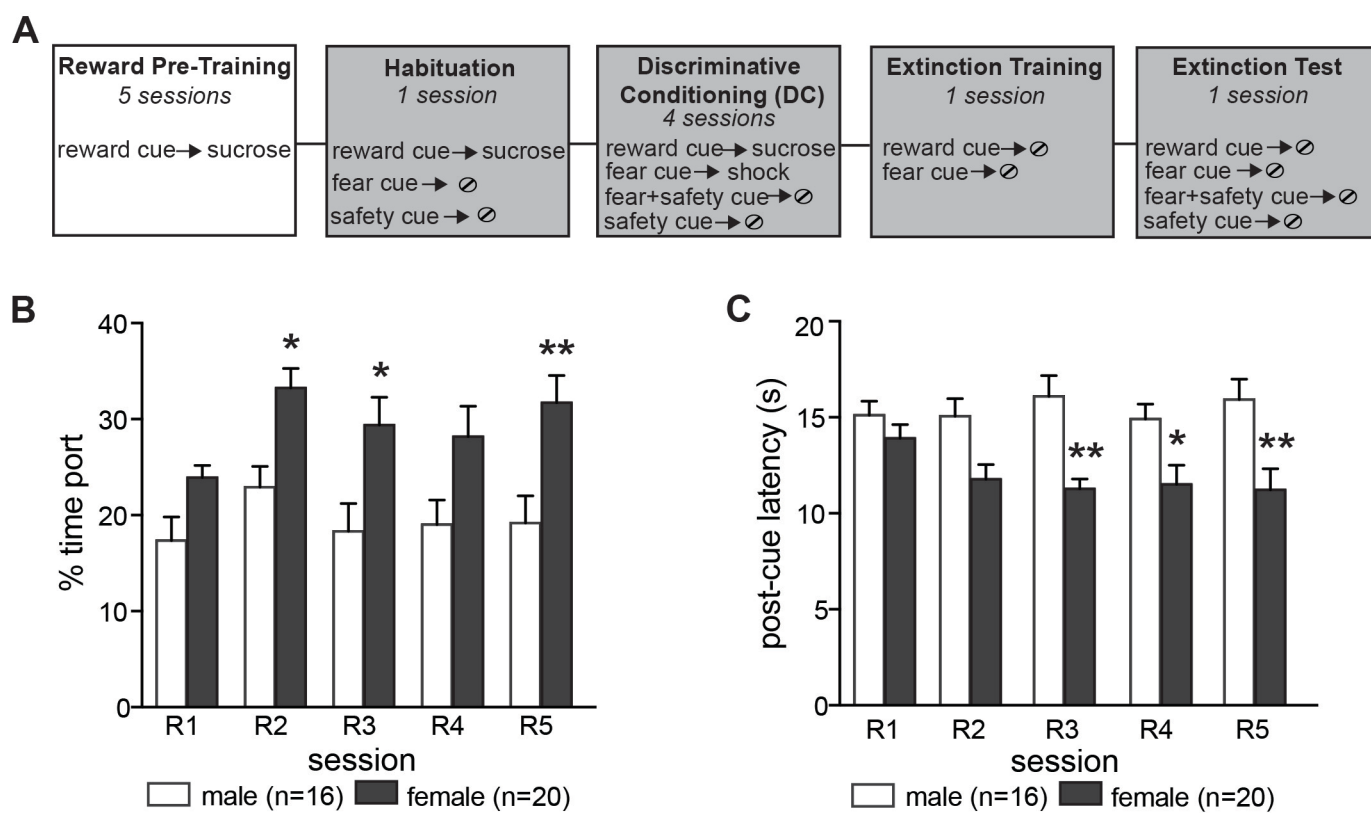 A
Reward Pre-Training
5 sessions
reward cue→ sucrose
Habituation
1 session
reward cue→ sucrose
fear cue→ ⊘
safety cue→ ⊘
Discriminative
Conditioning (DC)
4 sessions
reward cue→ sucrose
fear cue→ shock
fear+safety cue→⊘
safety cue→⊘
Extinction Training
1 session
reward cue→⊘
fear cue→⊘
Extinction Test
1 session
reward cue→⊘
fear cue→⊘
fear+safety cue→⊘
safety cue→⊘
B
% time port
40
30
20
10
0
* * **
R1 R2 R3 R4 R5
session
male (n=16) female (n=20)
C
post-cue latency (s)
20
15
10
5
0
** * **
R1 R2 R3 R4 R5
session
male (n=16) female (n=20)